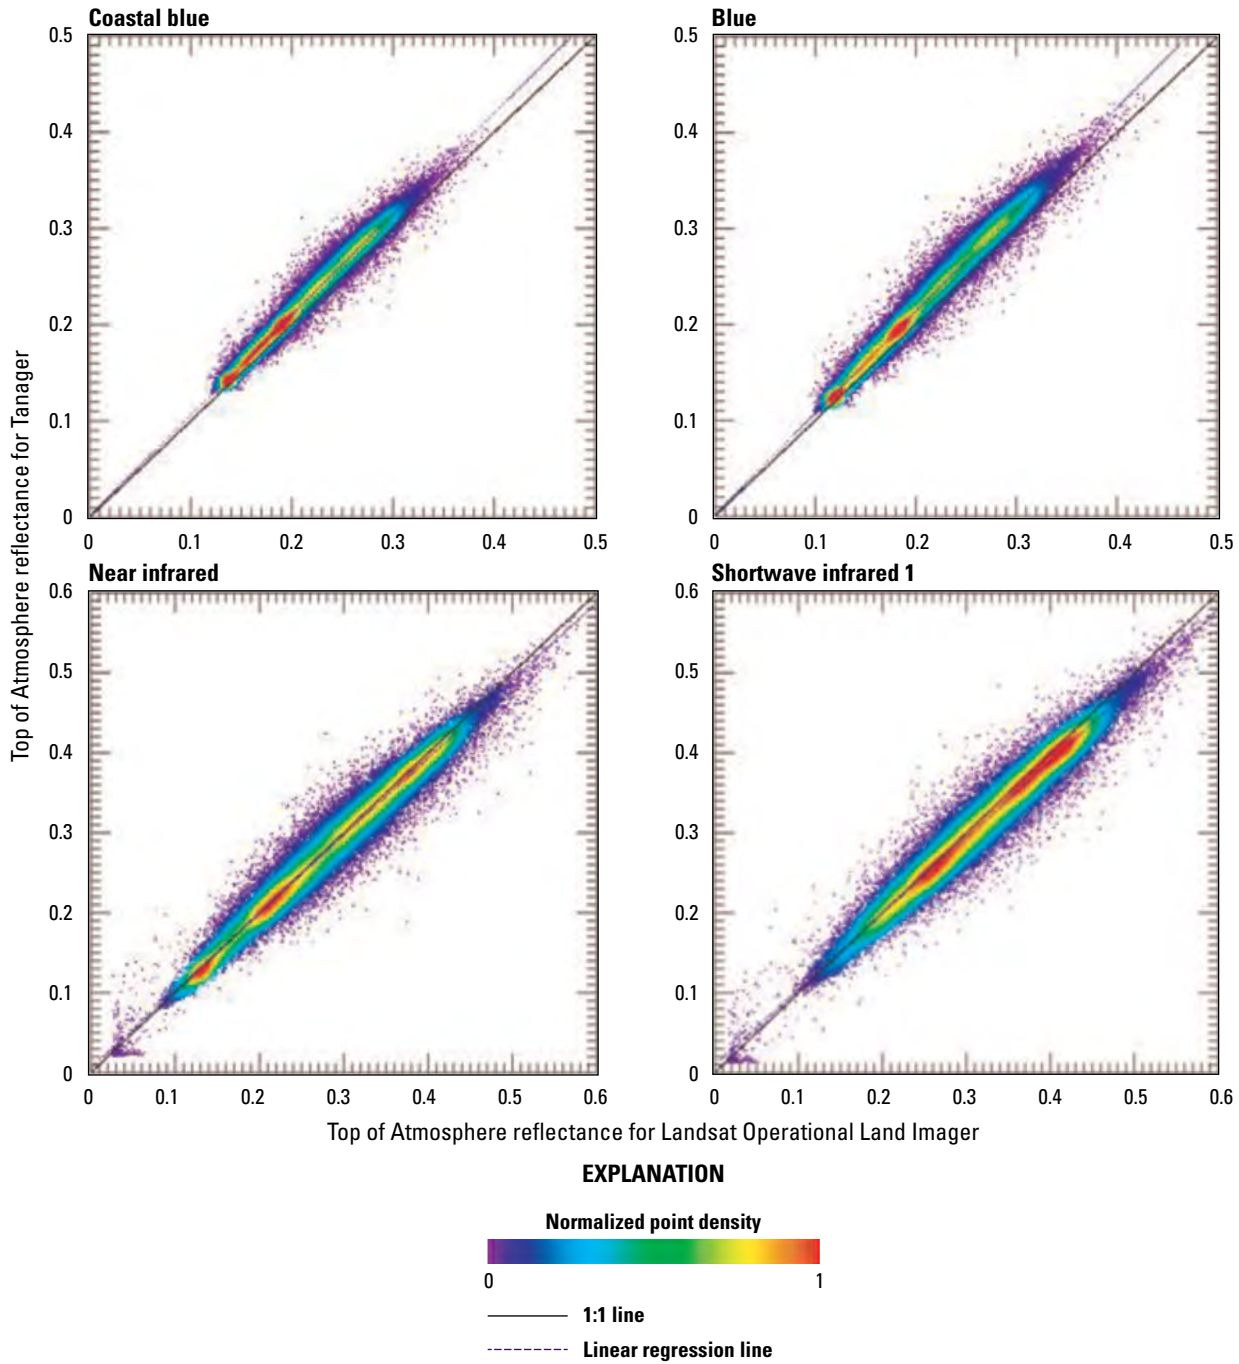 Coastal blue
Blue
0.5
0.4
0.3
0.2
0.1
0
0 0.1 0.2 0.3 0.4 0.5
0.5
0.4
0.3
0.2
0.1
0
0 0.1 0.2 0.3 0.4 0.5
Top of Atmosphere reflectance for Tanager
Near infrared
Shortwave infrared 1
0.6
0.5
0.4
0.3
0.2
0.1
0
0 0.1 0.2 0.3 0.4 0.5 0.6
0.6
0.5
0.4
0.3
0.2
0.1
0
0 0.1 0.2 0.3 0.4 0.5 0.6
Top of Atmosphere reflectance for Landsat Operational Land Imager
EXPLANATION
Normalized point density
0 1
1:1 line
Linear regression line